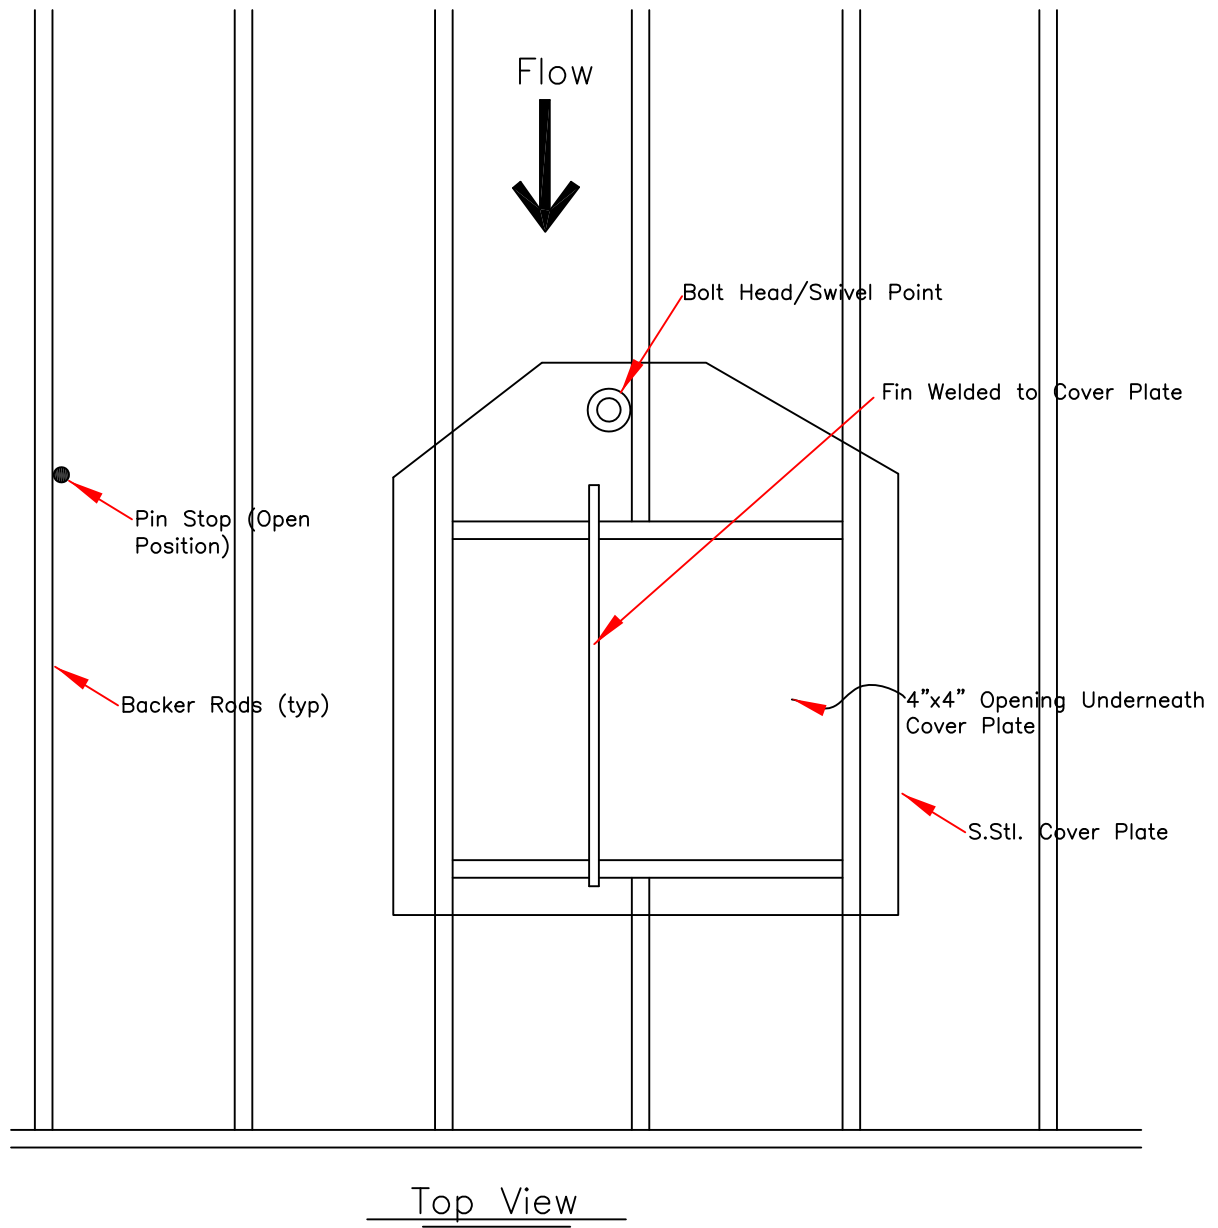 Flow
Bolt Head/Swivel Point
Fin Welded to Cover Plate
Pin Stop (Open
Position)
Backer Rods (typ)
4"x4" Opening Underneath
Cover Plate
S.Stl. Cover Plate
Top View